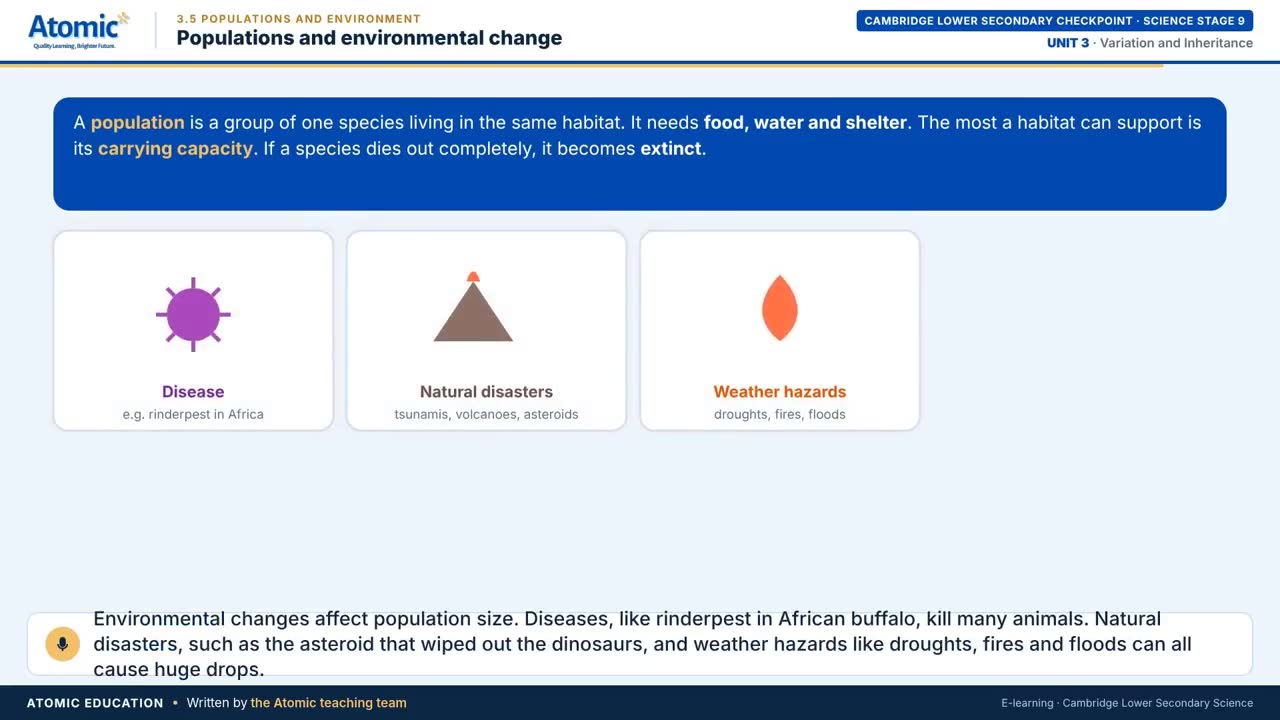 Atomic
Quality Learning, Brighter Future.
3.5 POPULATIONS AND ENVIRONMENT
Populations and environmental change
CAMBRIDGE LOWER SECONDARY CHECKPOINT · SCIENCE STAGE 9
UNIT 3 · Variation and Inheritance
A population is a group of one species living in the same habitat. It needs food, water and shelter. The most a habitat can support is
its carrying capacity. If a species dies out completely, it becomes extinct.
Disease
e.g. rinderpest in Africa
Natural disasters
tsunamis, volcanoes, asteroids
Weather hazards
droughts, fires, floods
Environmental changes affect population size. Diseases, like rinderpest in African buffalo, kill many animals. Natural
disasters, such as the asteroid that wiped out the dinosaurs, and weather hazards like droughts, fires and floods can all
cause huge drops.
ATOMIC EDUCATION • Written by the Atomic teaching team
E-learning · Cambridge Lower Secondary Science